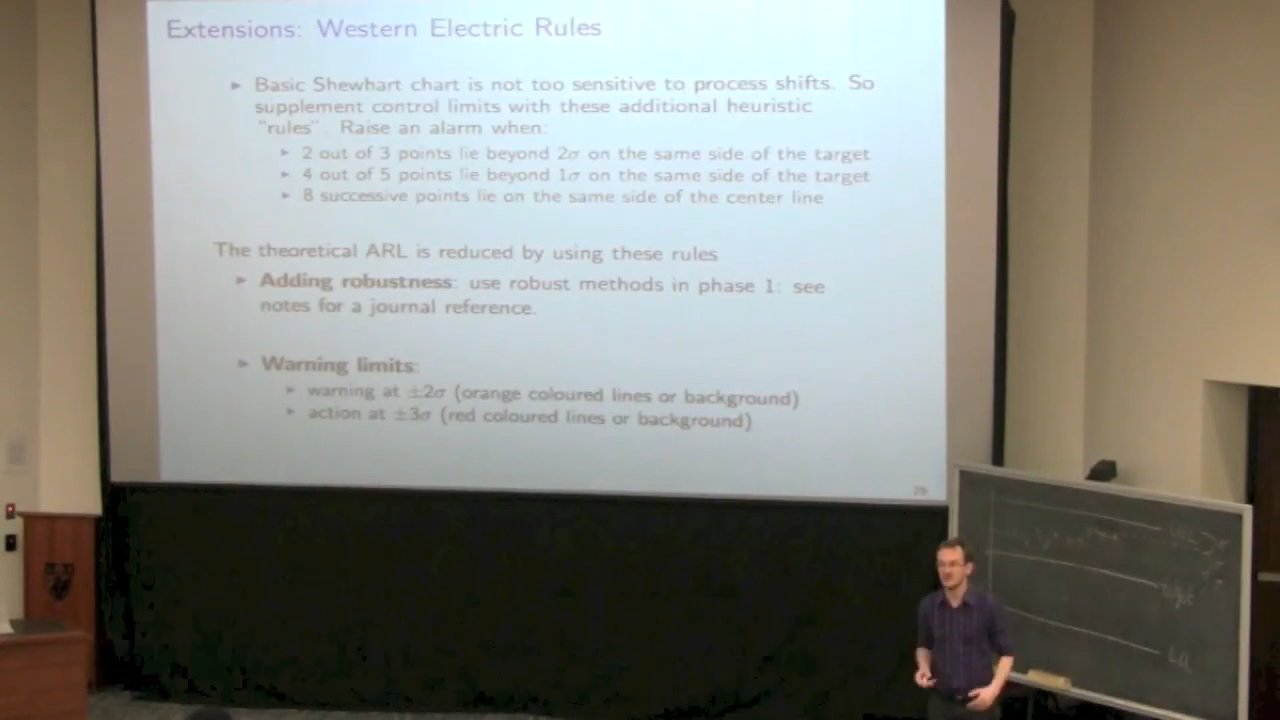 Extensions: Western Electric Rules
Basic Shewhart chart is not too sensitive to process shifts. So
supplement control limits with these additional heuristic
"rules". Raise an alarm when:
2 out of 3 points lie beyond 2σ on the same side of the target
4 out of 5 points lie beyond 1σ on the same side of the target
8 successive points lie on the same side of the center line
The theoretical ARL is reduced by using these rules
Adding robustness: use robust methods in phase 1: see
notes for a journal reference.
Warning limits:
warning at ±2σ (orange coloured lines or background)
action at ±3σ (red coloured lines or background)
29